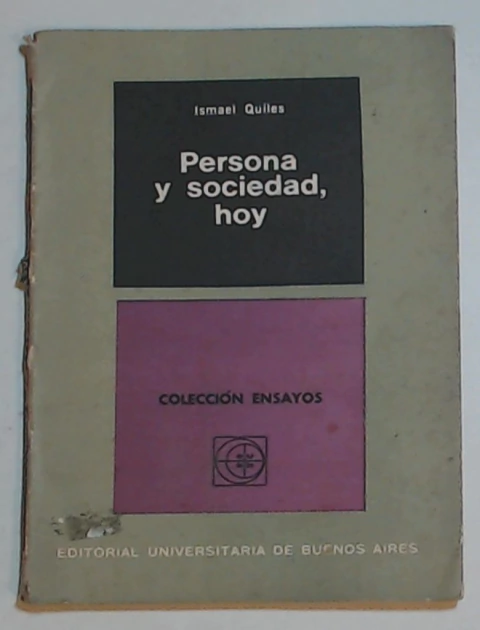 Ismael Quiles
Persona
y sociedad,
hoy
COLECCIÓN ENSAYOS
EDITORIAL UNIVERSITARIA DE BUENOS AIRES